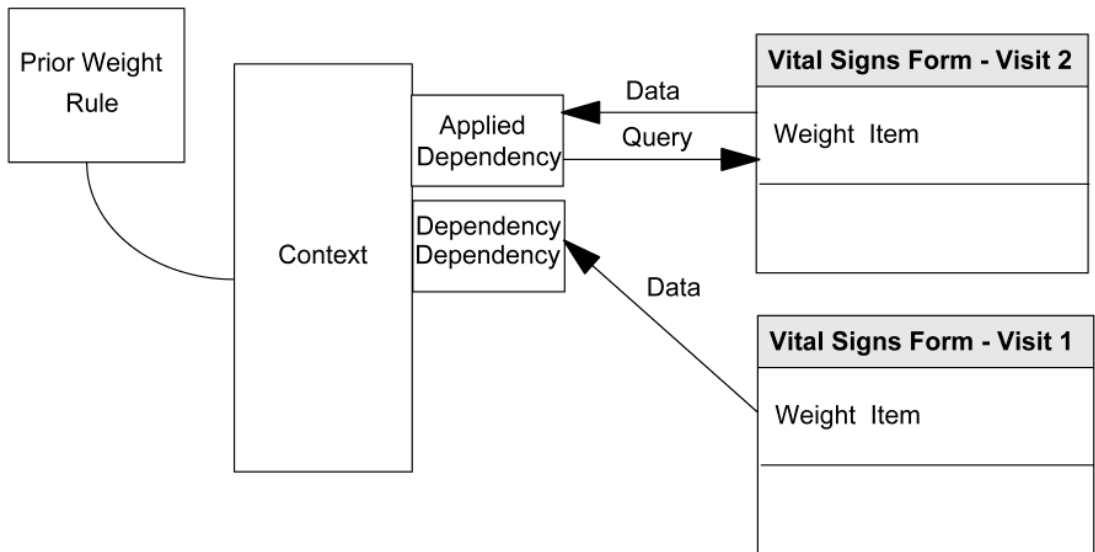 Prior Weight
Rule
Context
Applied
Dependency
Dependency
Dependency
Data
Query
Data
Vital Signs Form - Visit 2
Weight Item
Vital Signs Form - Visit 1
Weight Item